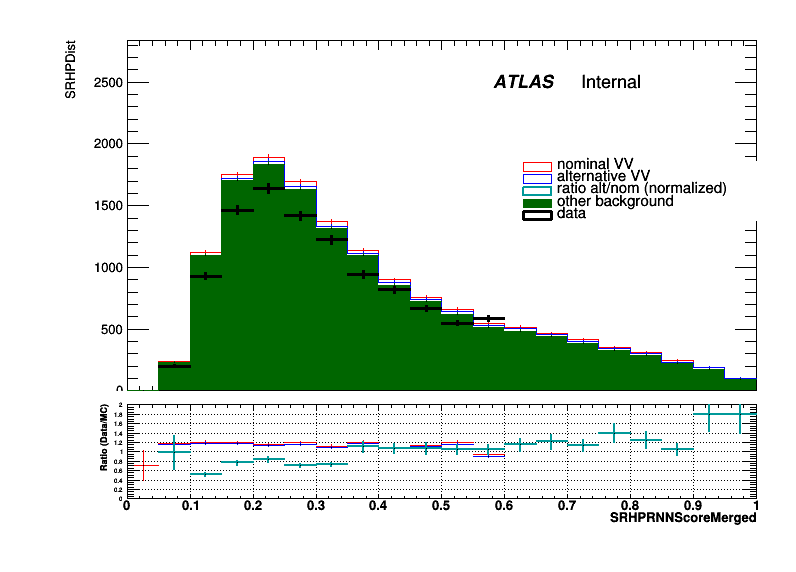 SRHPDist
2500
2000
1500
1000
500
0
ATLAS Internal
nominal VV
alternative VV
ratio alt/nom (normalized)
other background
data
Ratio (Data/MC)
2
1.8
1.6
1.4
1.2
1
0.8
0.6
0.4
0.2
0
0 0.1 0.2 0.3 0.4 0.5 0.6 0.7 0.8 0.9 1
SRHPRNNScoreMerged